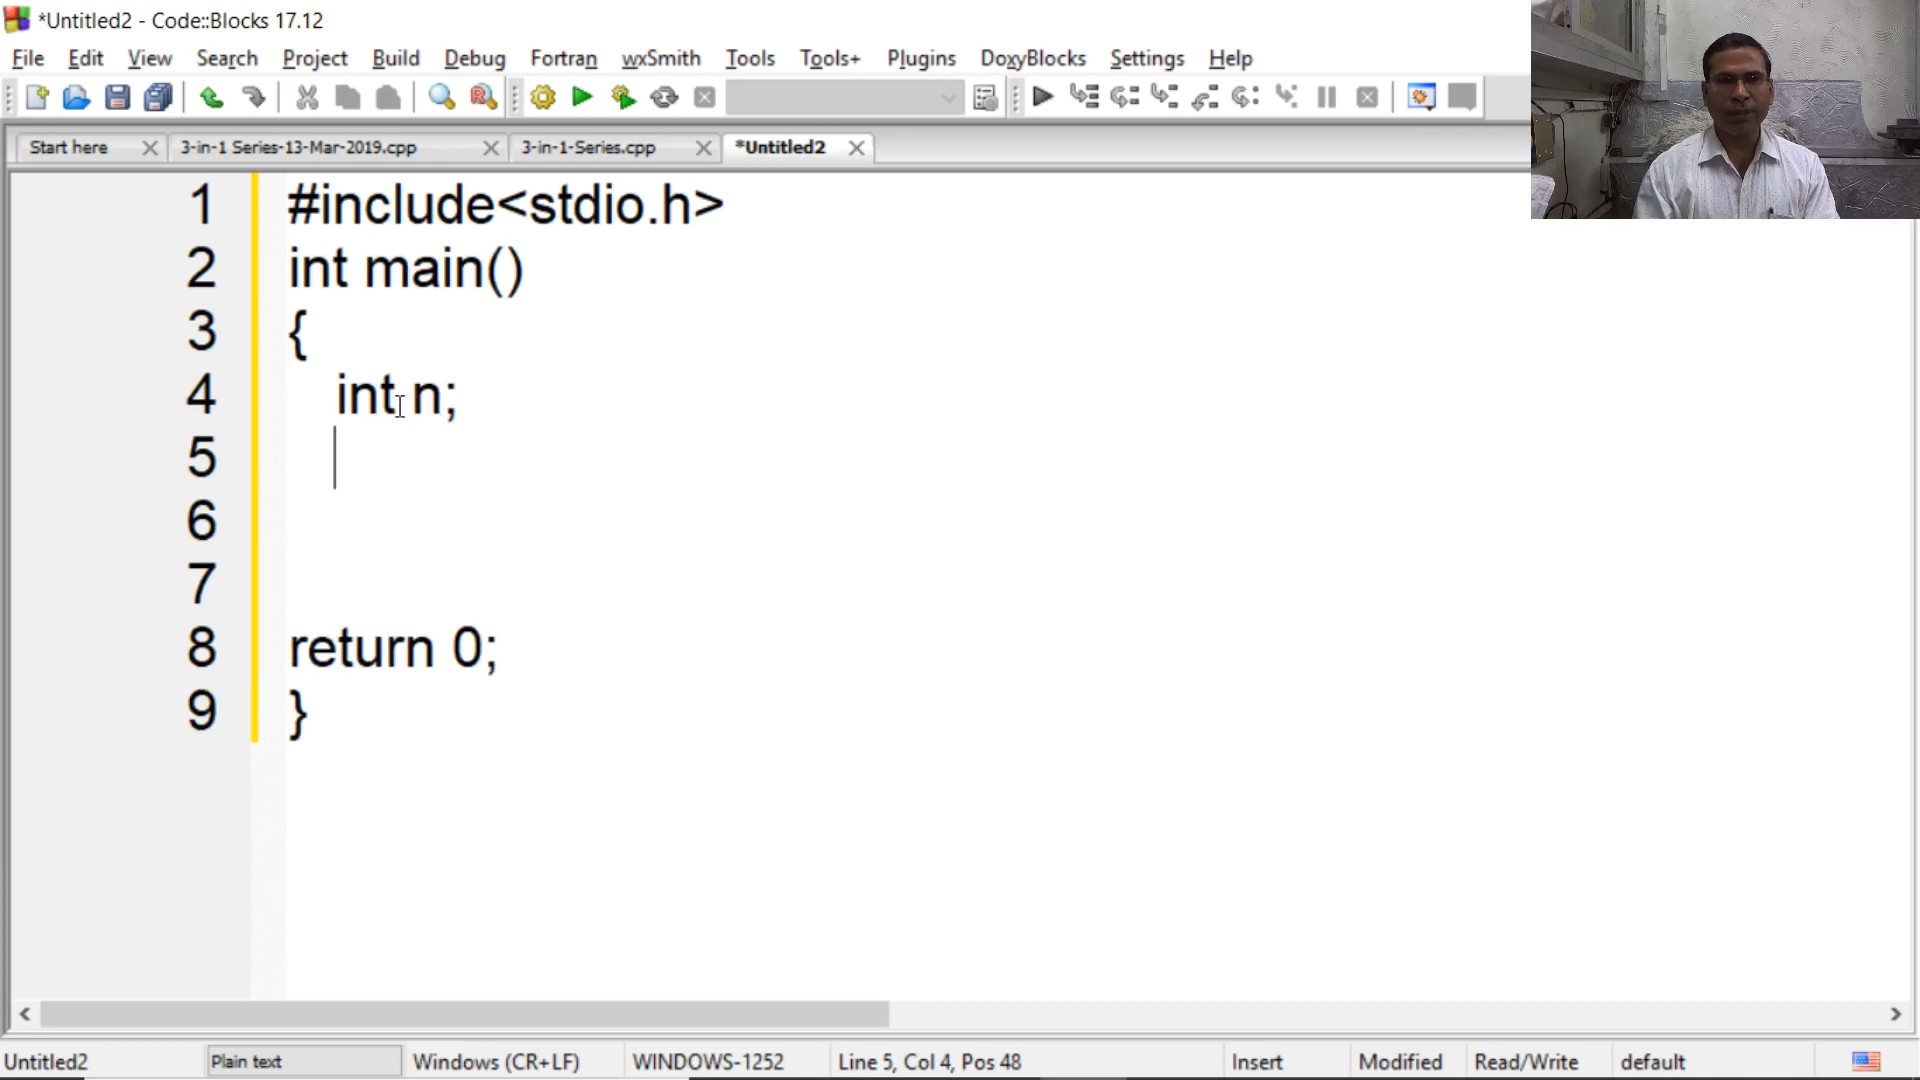 *Untitled2 - Code::Blocks 17.12
File Edit View Search Project Build Debug Fortran wxSmith Tools Tools+ Plugins DoxyBlocks Settings Help
Start here 3-in-1 Series-13-Mar-2019.cpp 3-in-1-Series.cpp *Untitled2
1 #include<stdio.h>
2 int main()
3 {
4 int n;
5
6
7
8 return 0;
9 }
Untitled2 Plain text Windows (CR+LF) WINDOWS-1252 Line 5, Col 4, Pos 48 Insert Modified Read/Write default